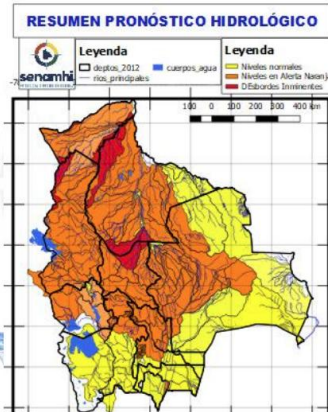 RESUMEN PRONÓSTICO HIDROLÓGICO
senamhi
Leyenda
deptos_2012
cuerpos_agua
rios_principales
Leyenda
Niveles normales
Niveles en Alerta Naranj
DEsbordes Inminentes
100 0 100 200 300 400 km